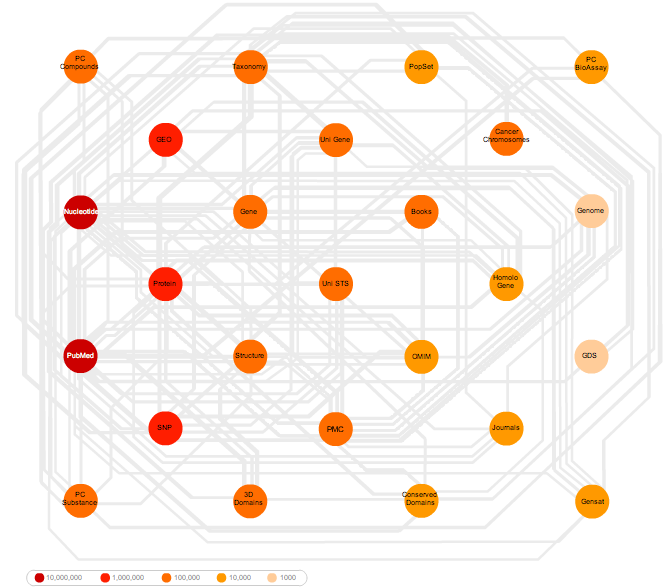 PC
Compounds
Taxonomy
PopSet
PC
BioAssay
GEO
Uni Gene
Cancer
Chromosomes
Nucleotide
Gene
Books
Genome
Protein
Uni STS
Homolo
Gene
PubMed
Structure
OMIM
GDS
SNP
PMC
Journals
PC
Substance
3D
Domains
Conserved
Domains
Gensat
10,000,000 1,000,000 100,000 10,000 1000